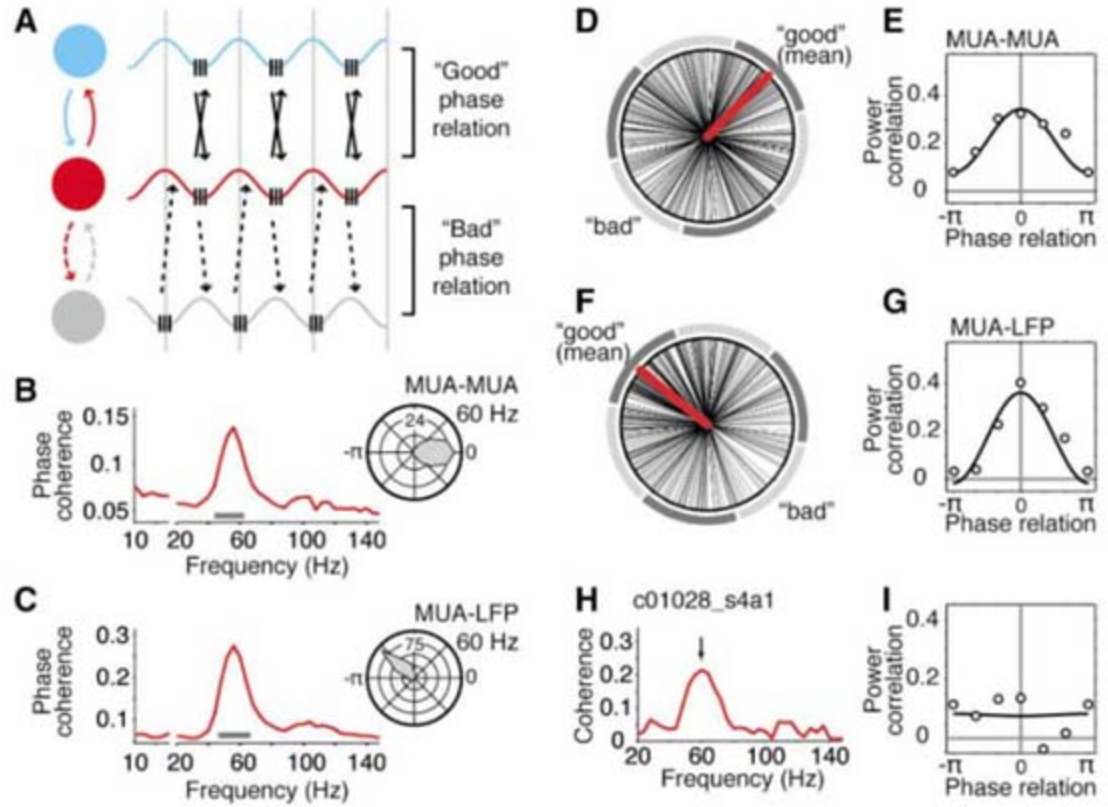 A
"Good"
phase
relation
"Bad"
phase
relation
B
MUA-MUA
60 Hz
24
-π
0
0.15
0.1
0.05
Phase
coherence
10 20 60 100 140
Frequency (Hz)
C
MUA-LFP
60 Hz
75
-π
0
0.3
0.2
0.1
Phase
coherence
10 20 60 100 140
Frequency (Hz)
D
"good"
(mean)
"bad"
E
MUA-MUA
0.4
0.2
0
Power
correlation
-π 0 π
Phase relation
F
"good"
(mean)
"bad"
G
MUA-LFP
0.4
0.2
0
Power
correlation
-π 0 π
Phase relation
H
c01028_s4a1
0.3
0.2
0.1
0
Coherence
20 60 100 140
Frequency (Hz)
I
0.4
0.2
0
Power
correlation
-π 0 π
Phase relation